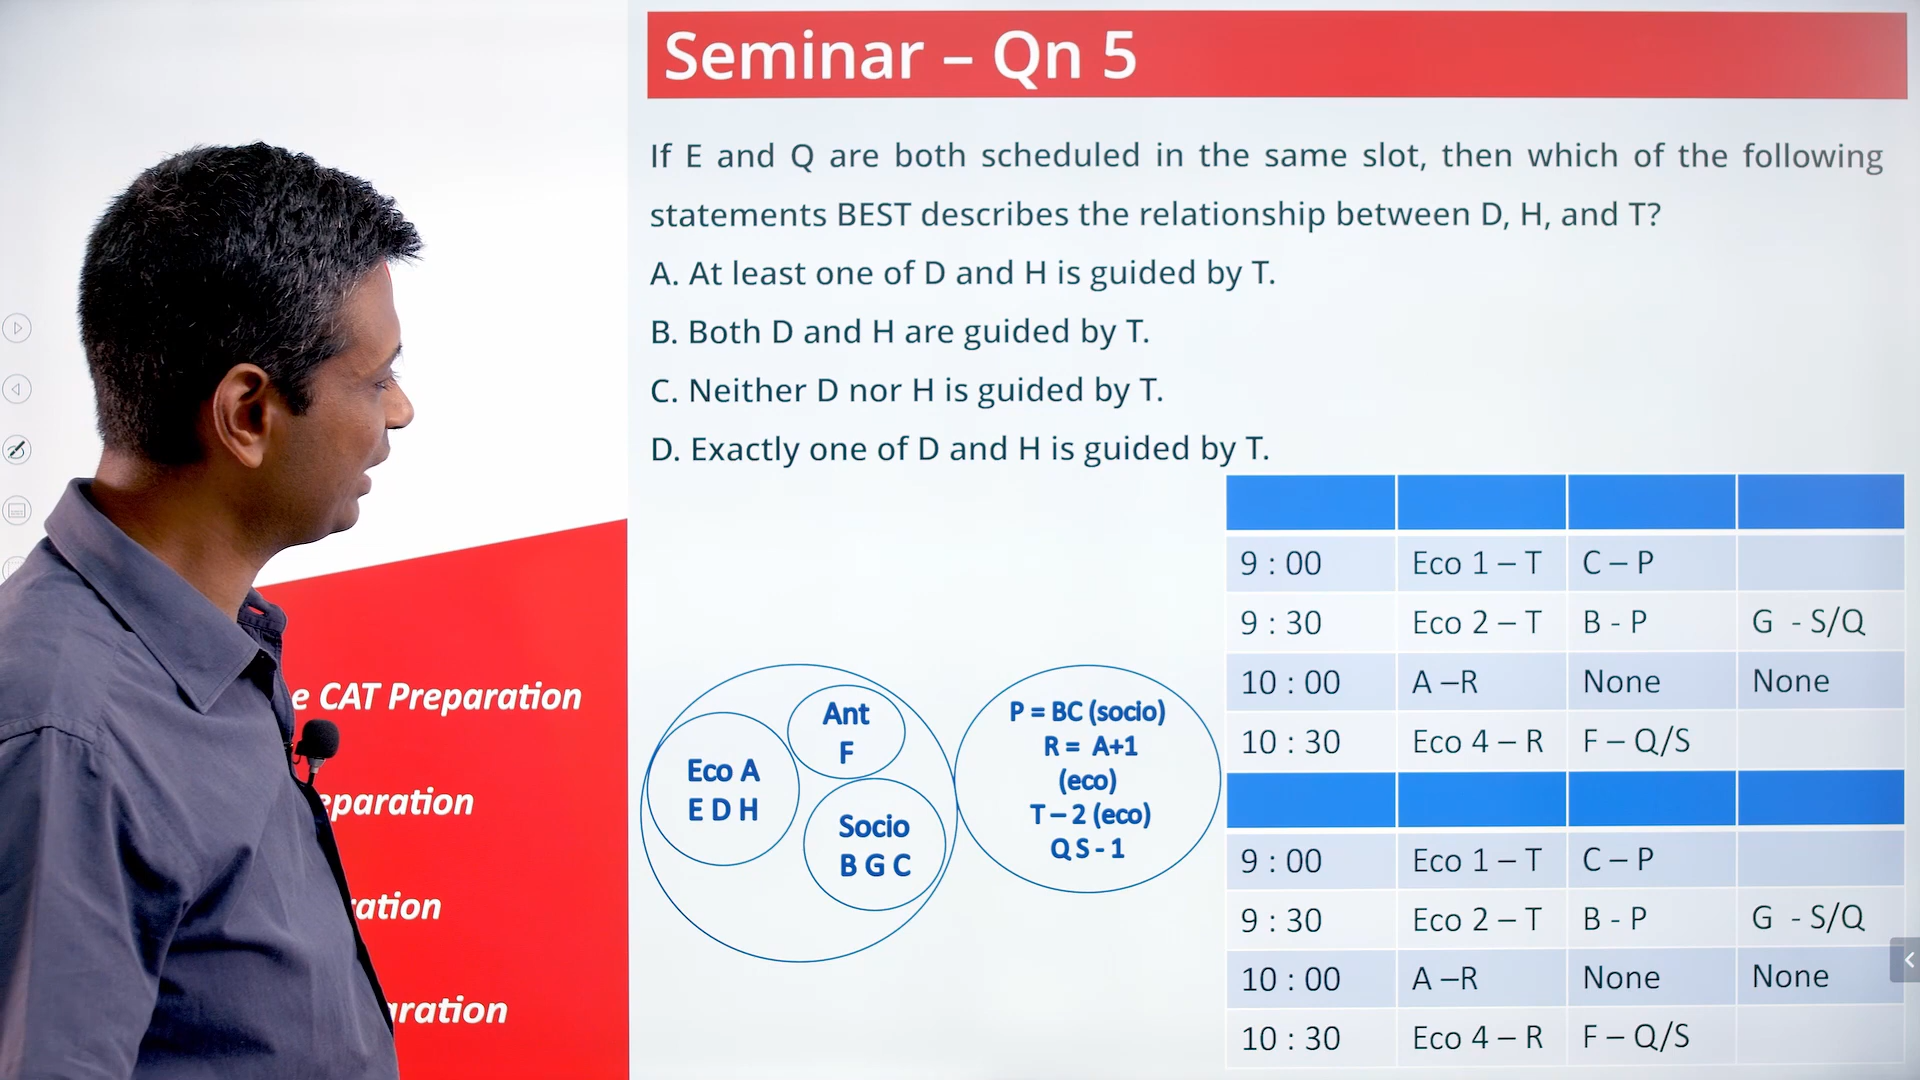 Seminar – Qn 5
If E and Q are both scheduled in the same slot, then which of the following
statements BEST describes the relationship between D, H, and T?
A. At least one of D and H is guided by T.
B. Both D and H are guided by T.
C. Neither D nor H is guided by T.
D. Exactly one of D and H is guided by T.
9 : 00 Eco 1 – T C – P
9 : 30 Eco 2 – T B - P G - S/Q
10 : 00 A –R None None
10 : 30 Eco 4 – R F – Q/S
9 : 00 Eco 1 – T C – P
9 : 30 Eco 2 – T B - P G - S/Q
10 : 00 A –R None None
10 : 30 Eco 4 – R F – Q/S
Ant
F
Eco A
E D H
Socio
B G C
P = BC (socio)
R = A+1
(eco)
T – 2 (eco)
Q S - 1
e CAT Preparation
eparation
ration
aration